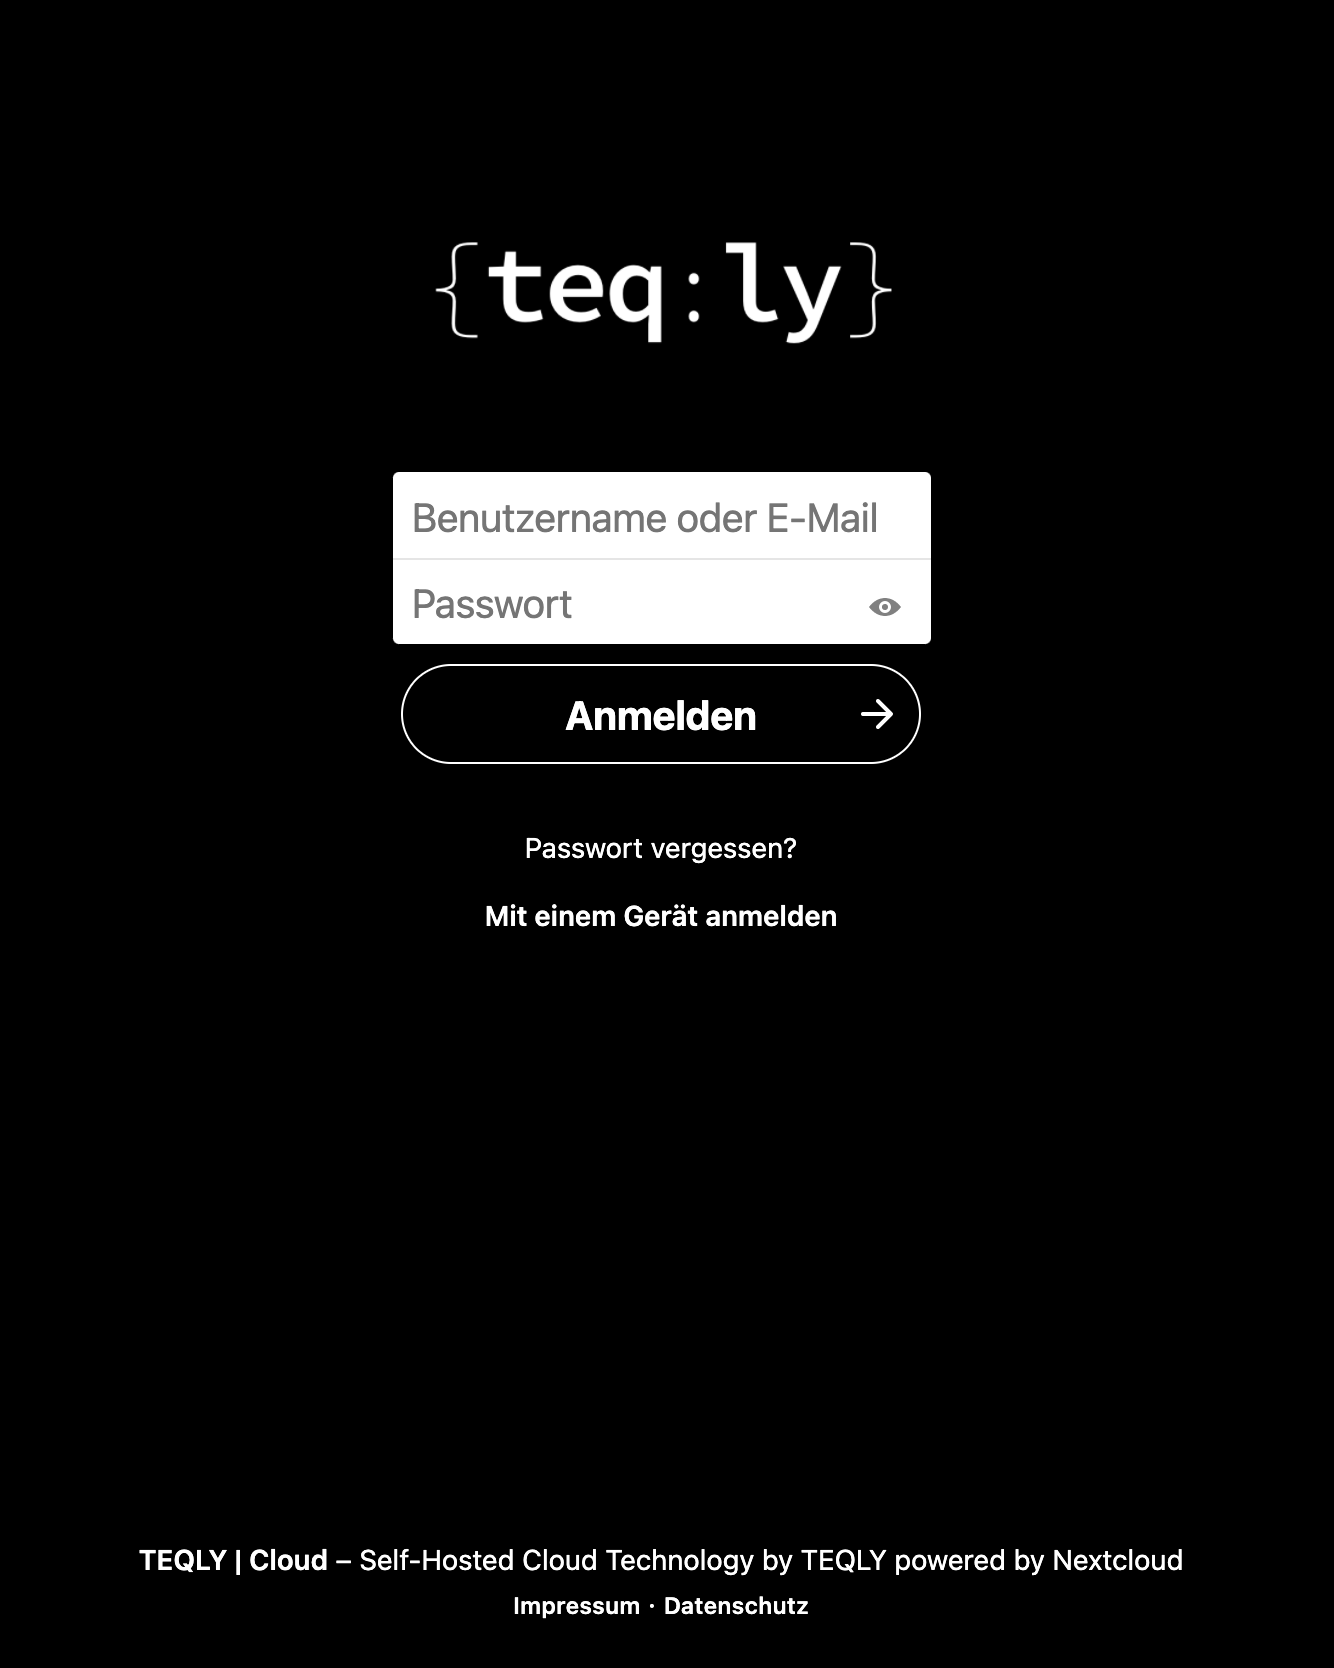 {teq:ly}
Benutzername oder E-Mail
Passwort
Anmelden
Passwort vergessen?
Mit einem Gerät anmelden
TEQLY | Cloud – Self-Hosted Cloud Technology by TEQLY powered by Nextcloud
Impressum · Datenschutz